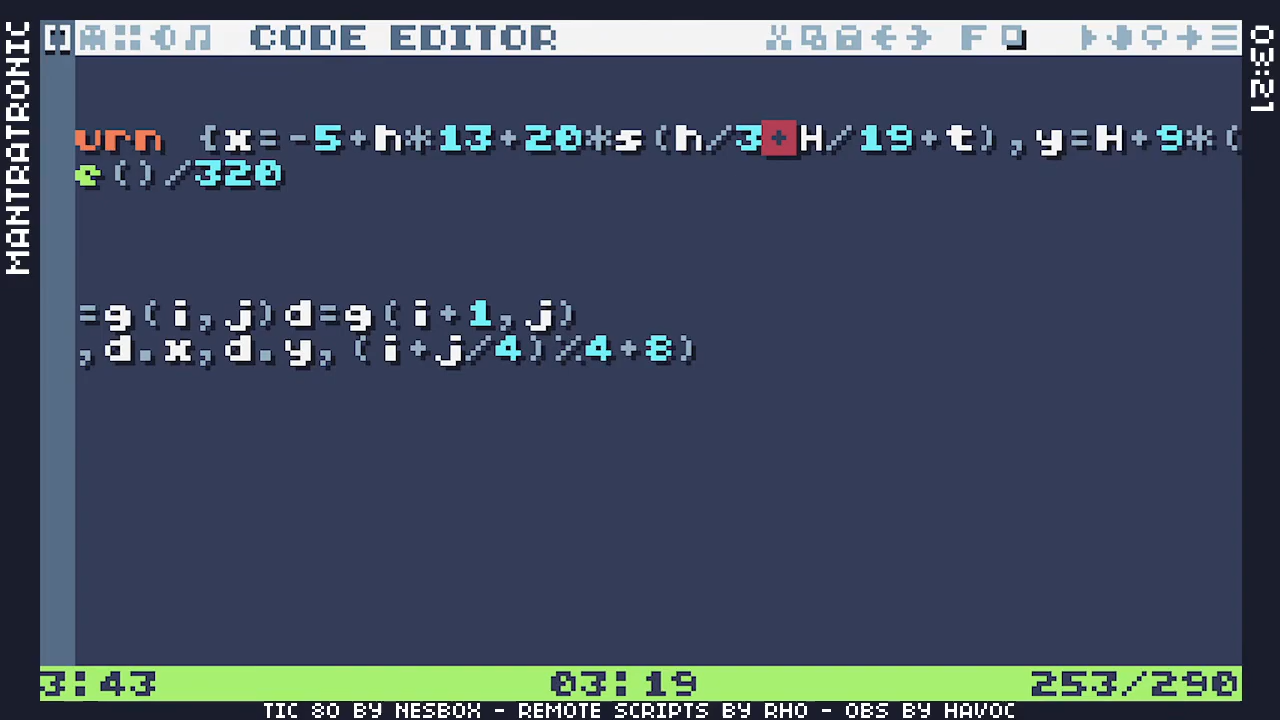 CODE EDITOR
F
MANTRATRONIC
03:21
urn {x=-5+h*13+20*s(h/3+H/19+t),y=H+9*(
e()/320
=g(i,j)d=g(i+1,j)
,d.x,d.y,(i+j/4)%4+8)
3:43
03:19
253/290
TIC 80 BY NESBOX - REMOTE SCRIPTS BY RHO - OBS BY HAVOC